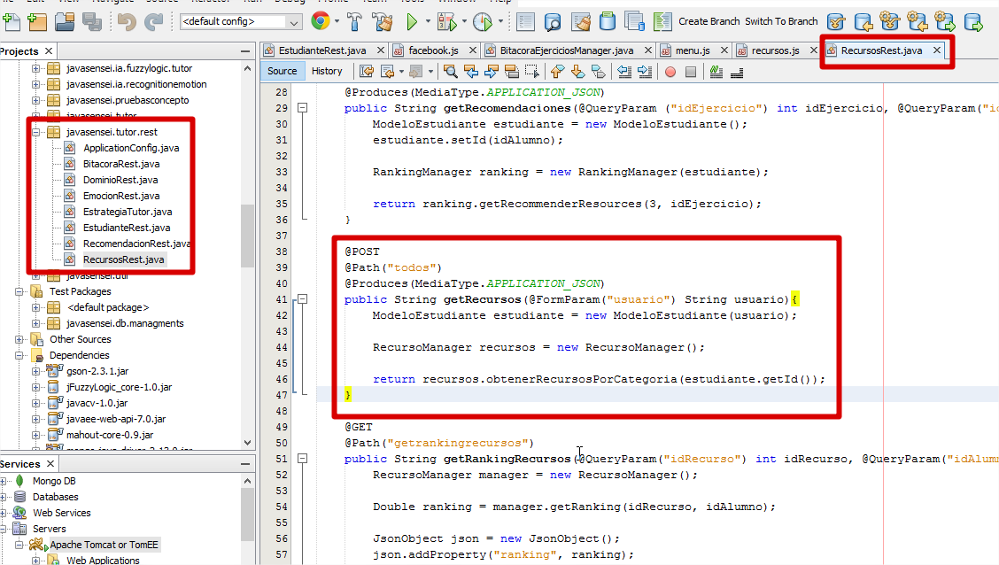 <default config>
Create Branch Switch To Branch
Projects
EstudianteRest.java
facebook.js
BitacoraEjerciciosManager.java
menu.js
recursos.js
RecursosRest.java
Source
History
javasensei.ia.fuzzylogic.tutor
javasensei.ia.recognitionemotion
javasensei.pruebasconcepto
javasensei.tutor
javasensei.tutor.rest
ApplicationConfig.java
BitacoraRest.java
DominioRest.java
EmocionRest.java
EstrategiaTutor.java
EstudianteRest.java
RecomendacionRest.java
RecursosRest.java
javasensei.util
Test Packages
<default package>
javasensei.db.managments
Other Sources
Dependencies
gson-2.3.1.jar
jFuzzyLogic_core-1.0.jar
javacv-1.0.jar
javaee-web-api-7.0.jar
mahout-core-0.9.jar
Services
Mongo DB
Databases
Web Services
Servers
Apache Tomcat or TomEE
Web Applications
28 @Produces(MediaType.APPLICATION_JSON)
29 public String getRecomendaciones(@QueryParam ("idEjercicio") int idEjercicio, @QueryParam("id
30 ModeloEstudiante estudiante = new ModeloEstudiante();
31 estudiante.setId(idAlumno);
32
33 RankingManager ranking = new RankingManager(estudiante);
34
35 return ranking.getRecommenderResources(3, idEjercicio);
36 }
37
38 @POST
39 @Path("todos")
40 @Produces(MediaType.APPLICATION_JSON)
41 public String getRecursos(@FormParam("usuario") String usuario){
42 ModeloEstudiante estudiante = new ModeloEstudiante(usuario);
43
44 RecursoManager recursos = new RecursoManager();
45
46 return recursos.obtenerRecursosPorCategoria(estudiante.getId());
47 }
48
49 @GET
50 @Path("getrankingrecursos")
51 public String getRankingRecursos(@QueryParam("idRecurso") int idRecurso, @QueryParam("idAlumn
52 RecursoManager manager = new RecursoManager();
53
54 Double ranking = manager.getRanking(idRecurso, idAlumno);
55
56 JsonObject json = new JsonObject();
57 json.addProperty("ranking", ranking);